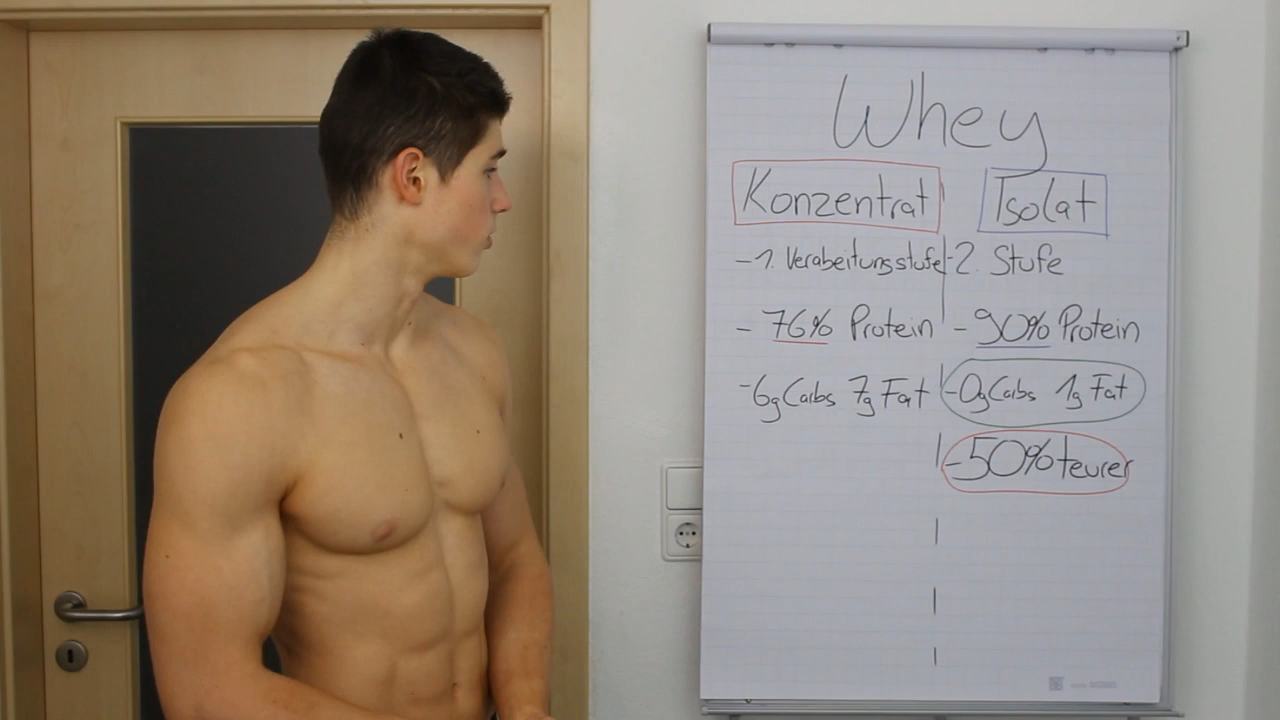 Whey
Konzentrat Isolat
-1. Verabeitungsstufe -2. Stufe
- 76% Protein - 90% Protein
-6g Carbs 7g Fat -0g Carbs 1g Fat
-50% teurer